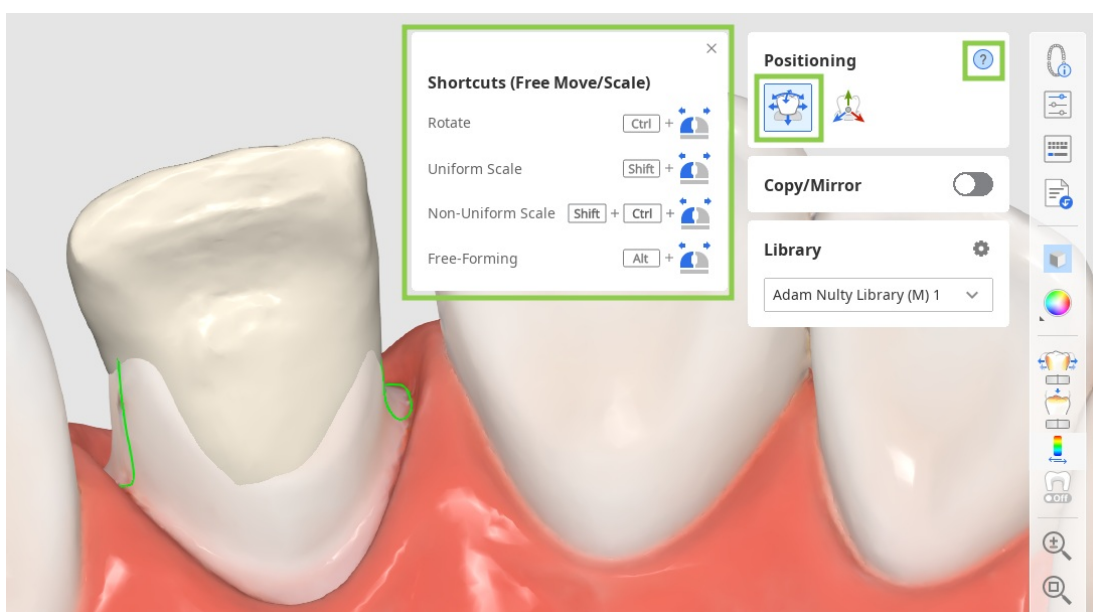 Shortcuts (Free Move/Scale)
Rotate Ctrl +
Uniform Scale Shift +
Non-Uniform Scale Shift + Ctrl +
Free-Forming Alt +
Positioning ?
Copy/Mirror
Library
Adam Nulty Library (M) 1
Off